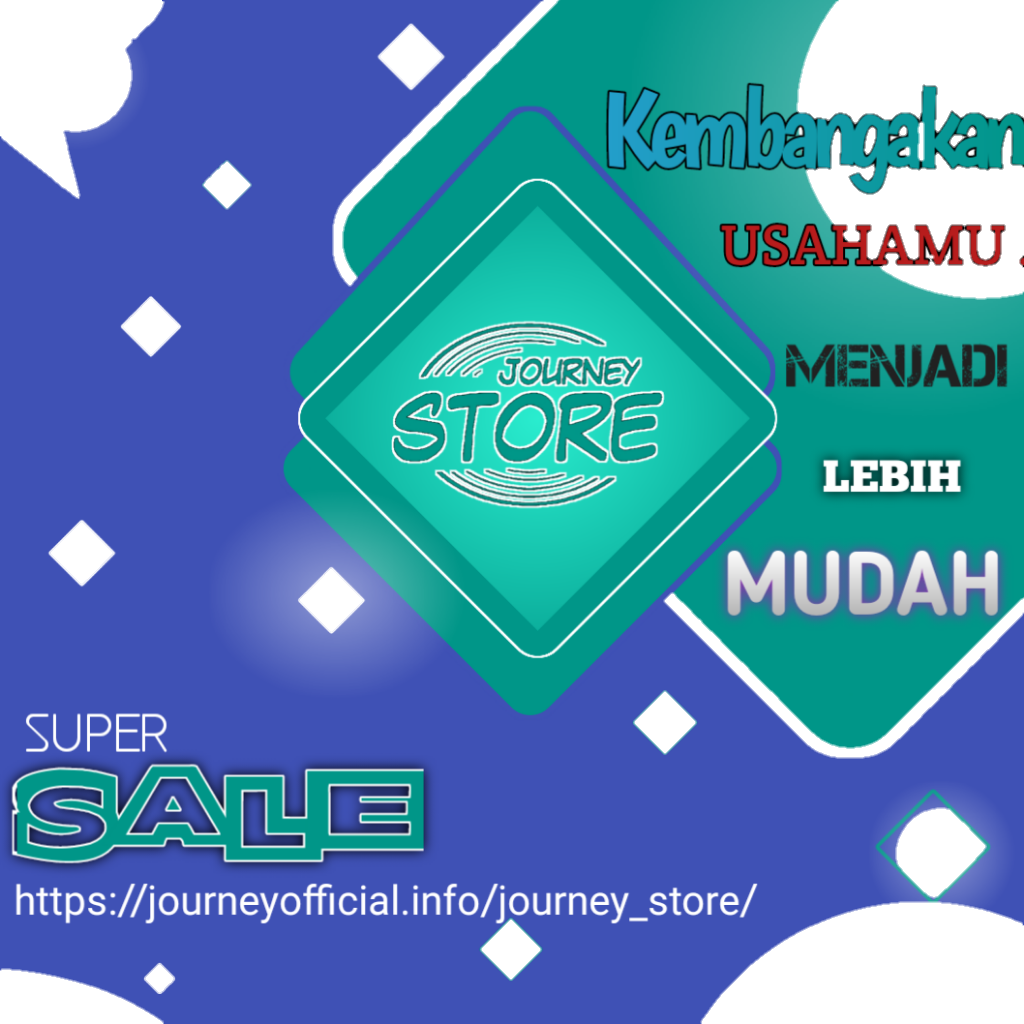 Kembangakan
USAHAMU .
MENJADI
LEBIH
MUDAH
JOURNEY
STORE
SUPER
SALE
https://journeyofficial.info/journey_store/